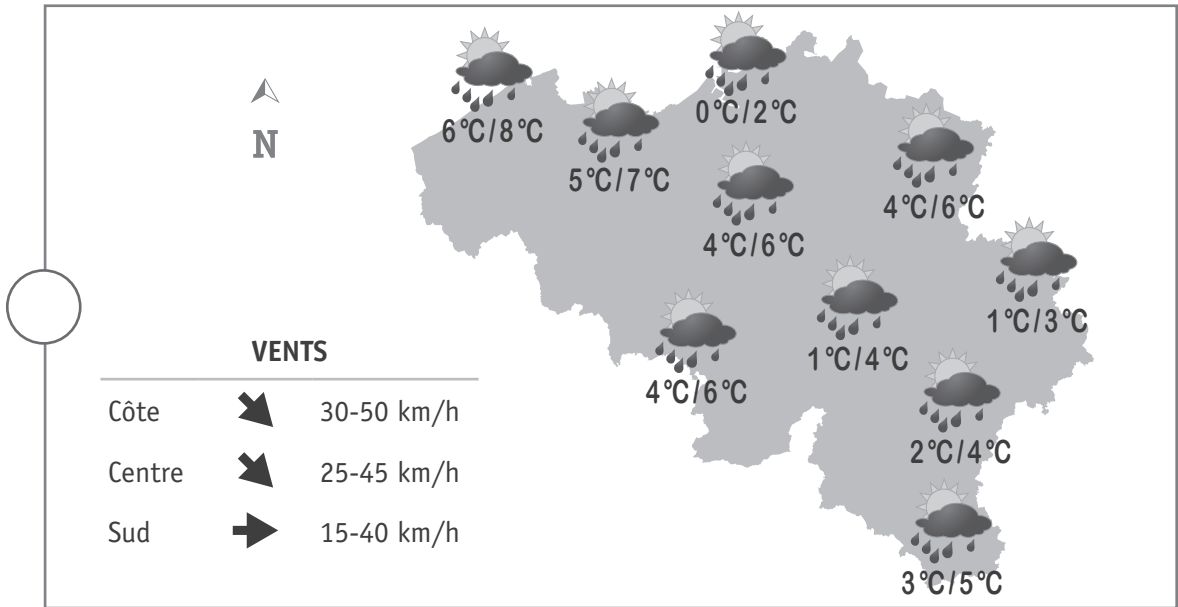 N
6°C/8°C
5°C/7°C
0°C/2°C
4°C/6°C
4°C/6°C
1°C/3°C
1°C/4°C
4°C/6°C
2°C/4°C
3°C/5°C
VENTS
Côte 30-50 km/h
Centre 25-45 km/h
Sud 15-40 km/h